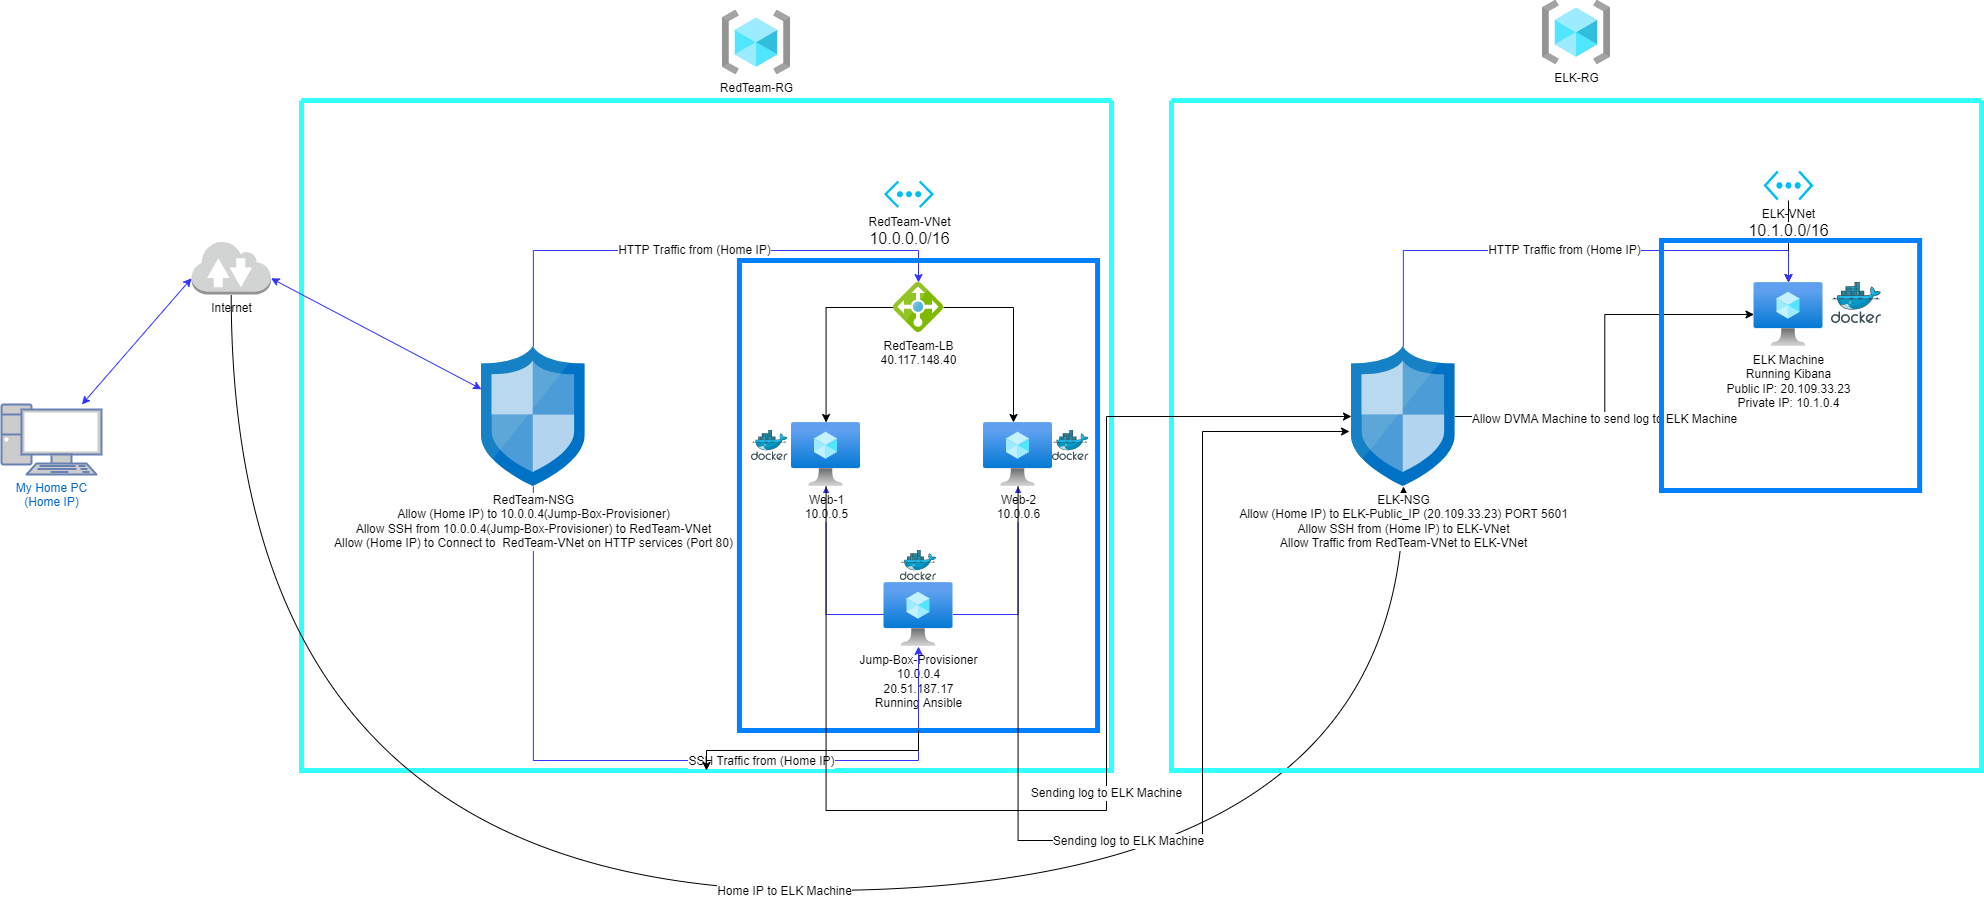 RedTeam-RG
ELK-RG
RedTeam-VNet
10.0.0.0/16
ELK-VNet
10.1.0.0/16
HTTP Traffic from (Home IP)
HTTP Traffic from (Home IP)
Internet
docker
RedTeam-LB
40.117.148.40
ELK Machine
Running Kibana
Public IP: 20.109.33.23
Private IP: 10.1.0.4
Allow DVMA Machine to send log to ELK Machine
docker
docker
My Home PC
(Home IP)
RedTeam-NSG
Allow (Home IP) to 10.0.0.4(Jump-Box-Provisioner)
Allow SSH from 10.0.0.4(Jump-Box-Provisioner) to RedTeam-VNet
Allow (Home IP) to Connect to  RedTeam-VNet on HTTP services (Port 80)
Web-1
10.0.0.5
Web-2
10.0.0.6
ELK-NSG
Allow (Home IP) to ELK-Public_IP (20.109.33.23) PORT 5601
Allow SSH from (Home IP) to ELK-VNet
Allow Traffic from RedTeam-VNet to ELK-VNet
docker
Jump-Box-Provisioner
10.0.0.4
20.51.187.17
Running Ansible
SSH Traffic from (Home IP)
Sending log to ELK Machine
Sending log to ELK Machine
Home IP to ELK Machine